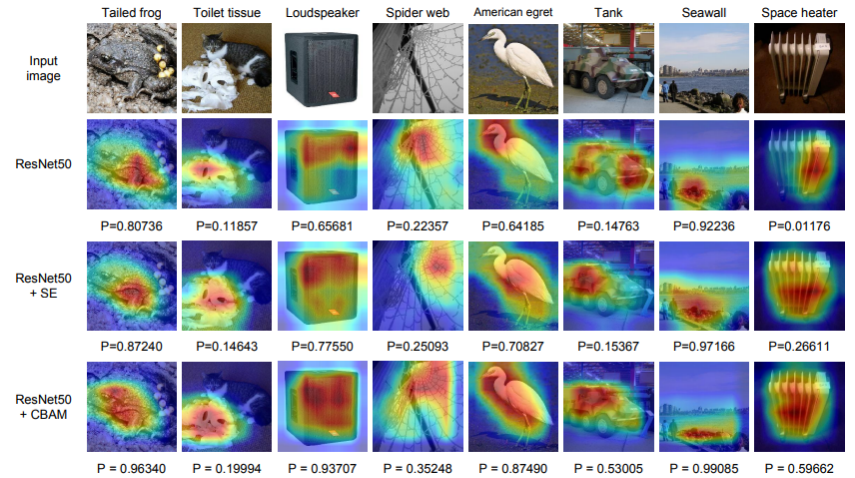 Tailed frog Toilet tissue Loudspeaker Spider web American egret Tank Seawall Space heater
Input
image
ResNet50
P=0.80736 P=0.11857 P=0.65681 P=0.22357 P=0.64185 P=0.14763 P=0.92236 P=0.01176
ResNet50
+ SE
P=0.87240 P=0.14643 P=0.77550 P=0.25093 P=0.70827 P=0.15367 P=0.97166 P=0.26611
ResNet50
+ CBAM
P = 0.96340 P = 0.19994 P = 0.93707 P = 0.35248 P = 0.87490 P = 0.53005 P = 0.99085 P = 0.59662